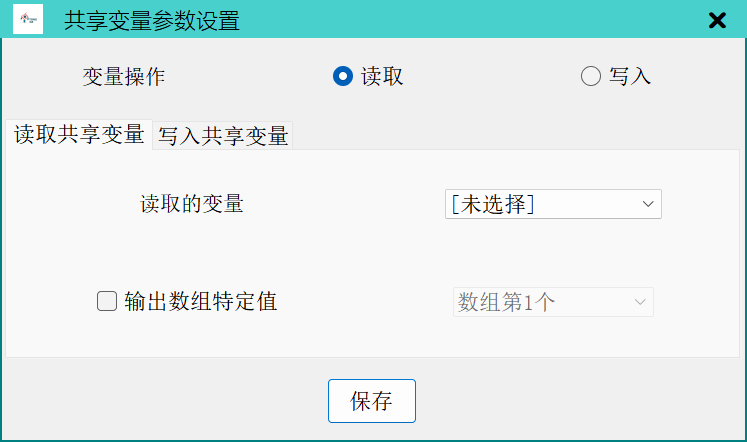 共享变量参数设置
变量操作 读取 写入
读取共享变量 写入共享变量
读取的变量 [未选择]
输出数组特定值 数组第1个
保存